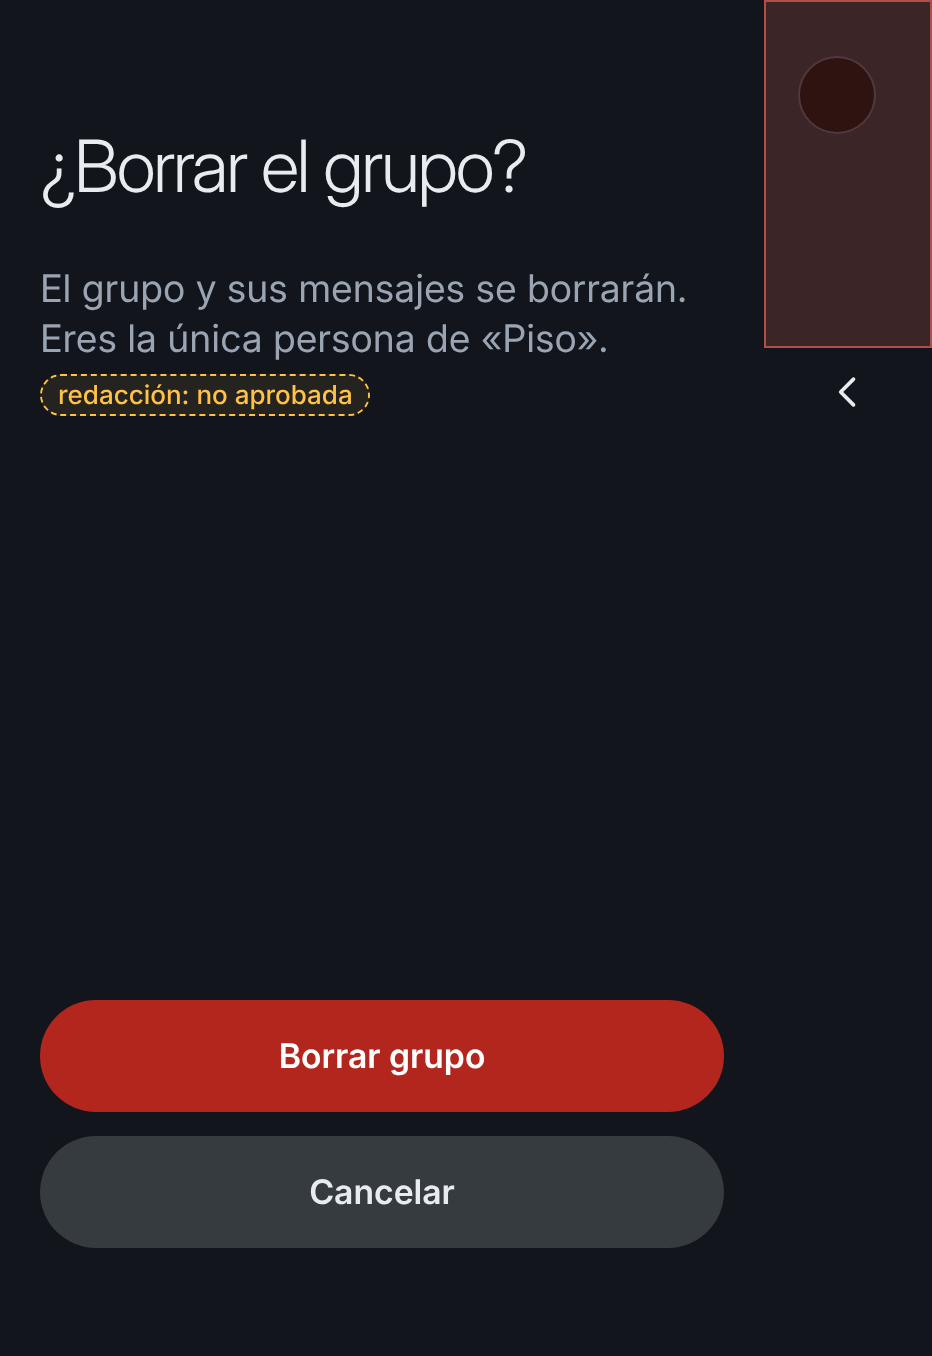 ¿Borrar el grupo?
El grupo y sus mensajes se borrarán.
Eres la única persona de «Piso».
redacción: no aprobada
Borrar grupo
Cancelar